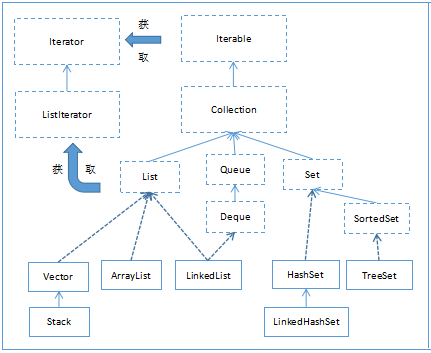 获
Iterator
Iterable
取
ListIterator
Collection
获 取
List
Queue
Set
Deque
SortedSet
Vector
ArrayList
LinkedList
HashSet
TreeSet
Stack
LinkedHashSet